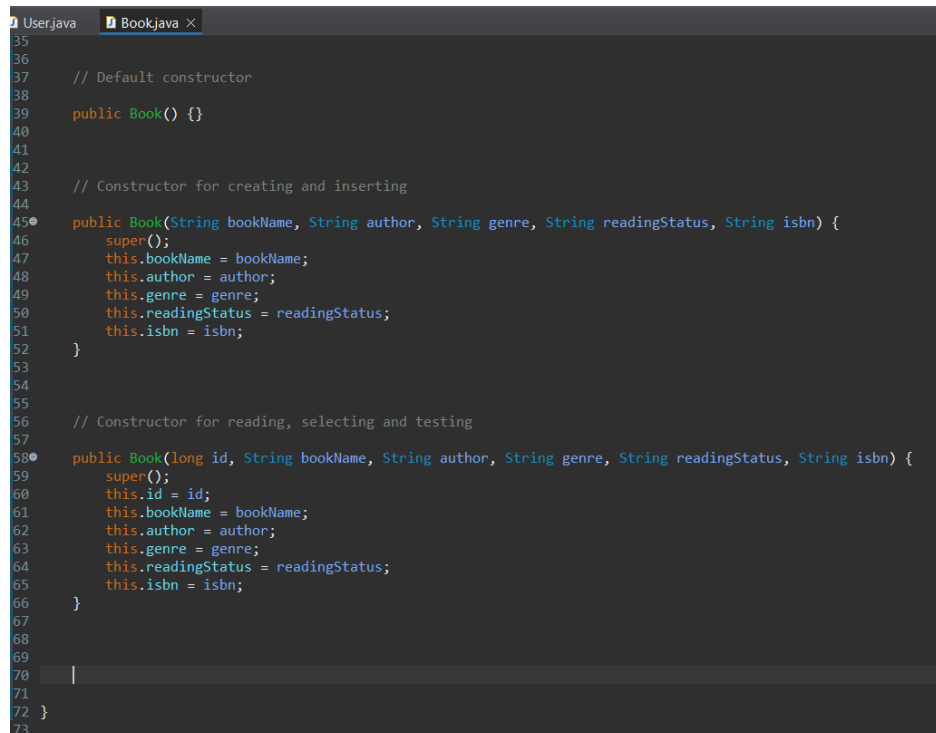 User.java Book.java ×
35
36
37 // Default constructor
38
39 public Book() {}
40
41
42
43 // Constructor for creating and inserting
44
45 public Book(String bookName, String author, String genre, String readingStatus, String isbn) {
46 super();
47 this.bookName = bookName;
48 this.author = author;
49 this.genre = genre;
50 this.readingStatus = readingStatus;
51 this.isbn = isbn;
52 }
53
54
55
56 // Constructor for reading, selecting and testing
57
58 public Book(long id, String bookName, String author, String genre, String readingStatus, String isbn) {
59 super();
60 this.id = id;
61 this.bookName = bookName;
62 this.author = author;
63 this.genre = genre;
64 this.readingStatus = readingStatus;
65 this.isbn = isbn;
66 }
67
68
69
70
71
72 }
73